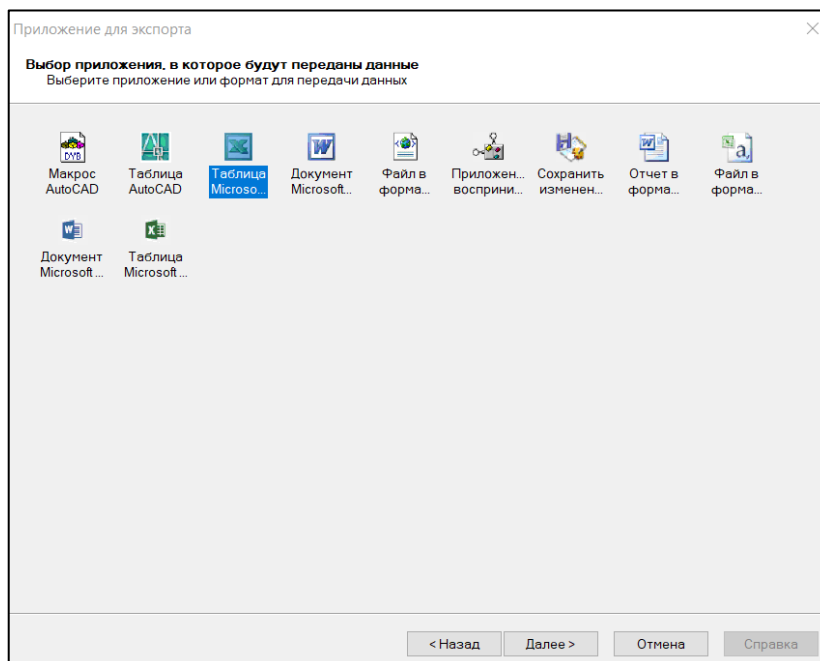 Приложение для экспорта
Выбор приложения, в которое будут переданы данные
Выберите приложение или формат для передачи данных
DYB
Макрос AutoCAD
Таблица AutoCAD
Таблица Microso...
Документ Microsoft...
Файл в форма...
Приложен... восприни...
Сохранить изменен...
Отчет в форма...
a,
Файл в форма...
Документ Microsoft ...
Таблица Microsoft ...
< Назад
Далее >
Отмена
Справка